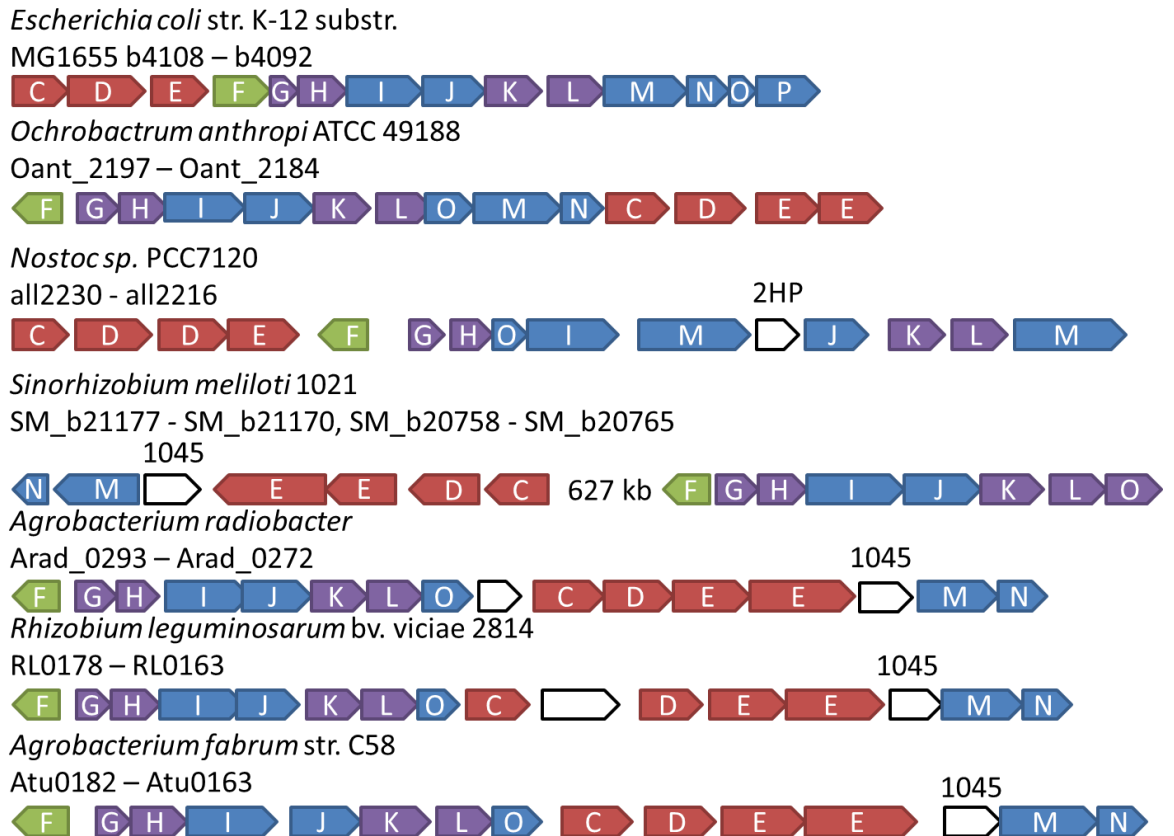 Escherichia coli str. K-12 substr.
MG1655 b4108 – b4092
C D E F G H I J K L M N O P
Ochrobactrum anthropi ATCC 49188
Oant_2197 – Oant_2184
F G H I J K L O M N C D E E
Nostoc sp. PCC7120
all2230 - all2216
2HP
C D D E F G H O I M J K L M
Sinorhizobium meliloti 1021
SM_b21177 - SM_b21170, SM_b20758 - SM_b20765
1045
N M E E D C 627 kb F G H I J K L O
Agrobacterium radiobacter
Arad_0293 – Arad_0272
1045
F G H I J K L O C D E E M N
Rhizobium leguminosarum bv. viciae 2814
RL0178 – RL0163
1045
F G H I J K L O C D E E M N
Agrobacterium fabrum str. C58
Atu0182 – Atu0163
1045
F G H I J K L O C D E E M N